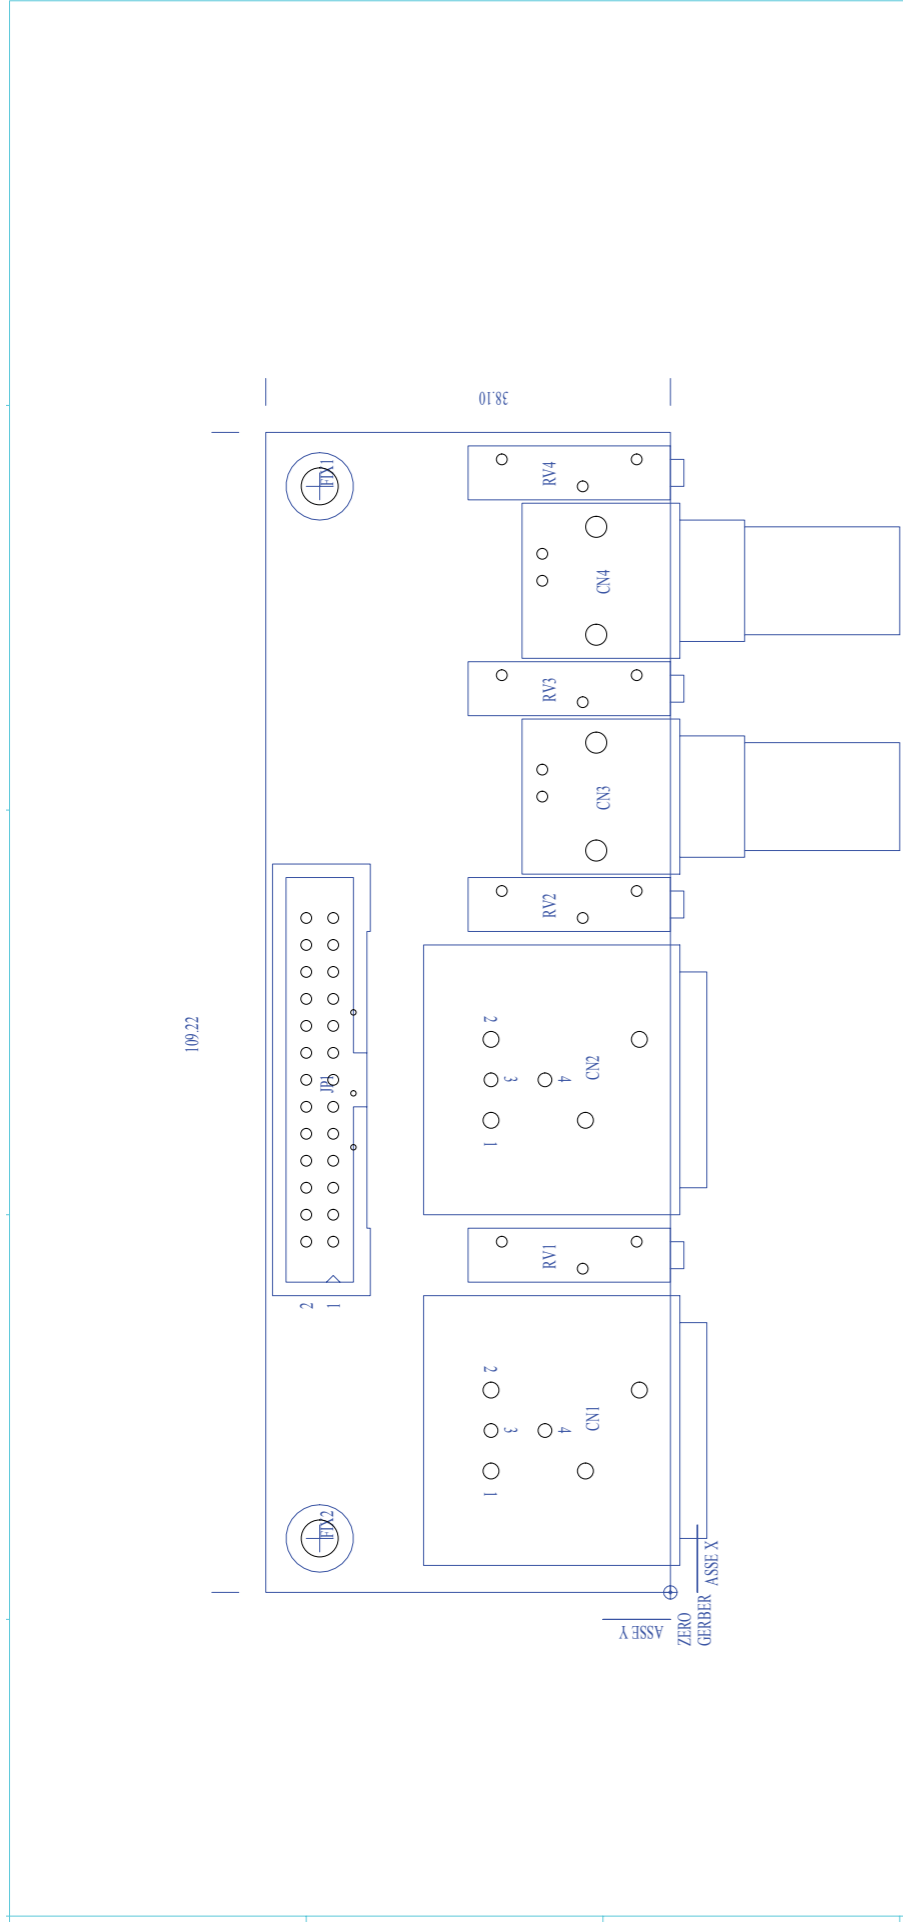 38.10
FIX1
RV4
CN4
RV3
CN3
RV2
109.22
JP1
2
3
4
CN2
1
RV1
2
1
2
3
4
CN1
1
FIX2
ASSE X
ASSE Y
ZERO
GERBER